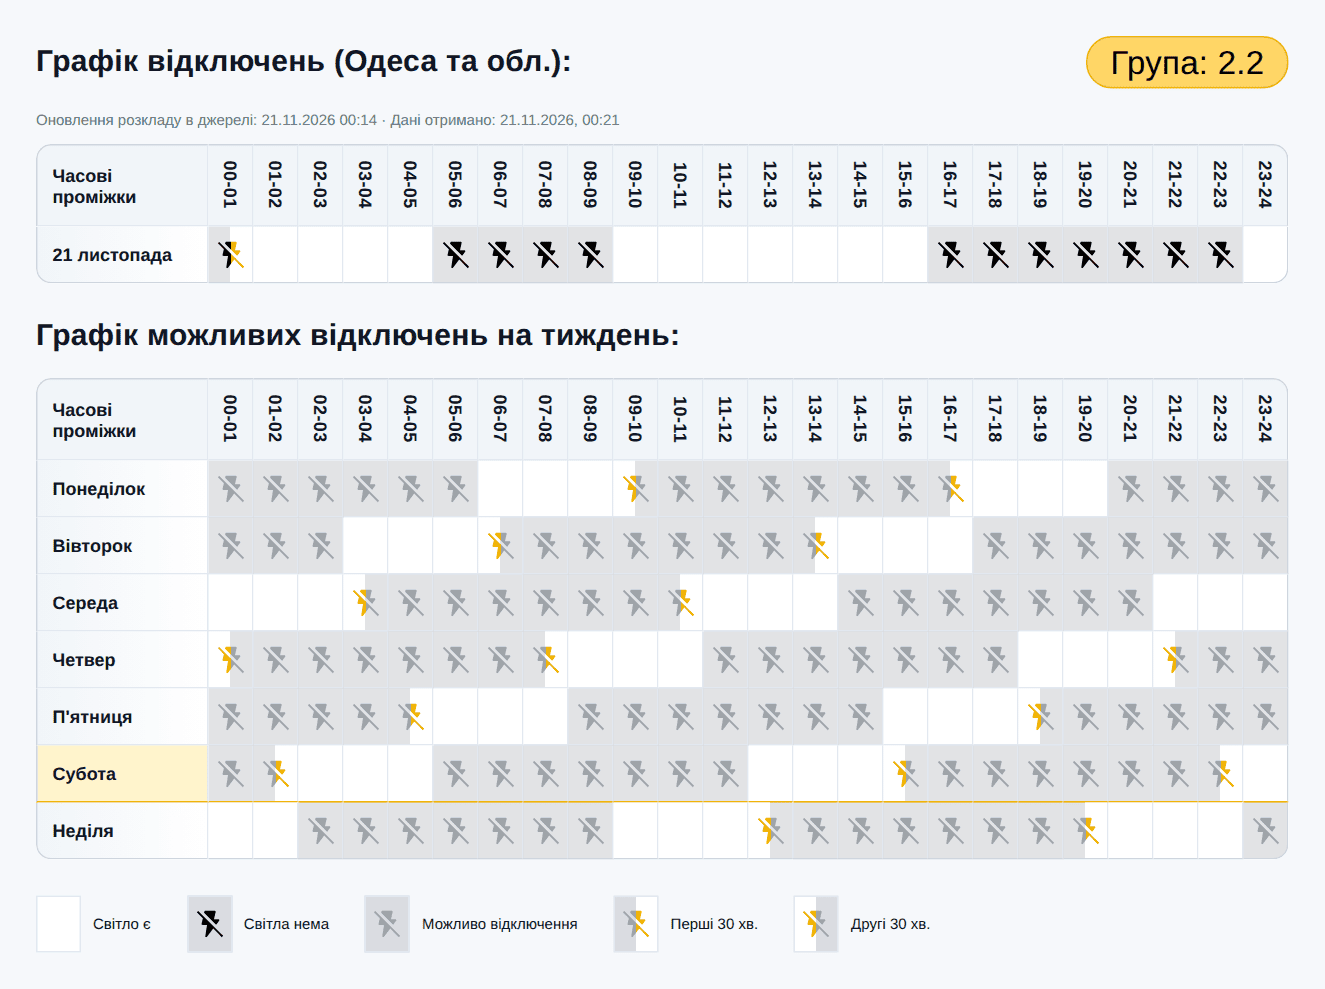 Графік відключень (Одеса та обл.):
Група: 2.2
Оновлення розкладу в джерелі: 21.11.2026 00:14 · Дані отримано: 21.11.2026, 00:21
Часові
проміжки
00-01 01-02 02-03 03-04 04-05 05-06 06-07 07-08 08-09 09-10 10-11 11-12 12-13 13-14 14-15 15-16 16-17 17-18 18-19 19-20 20-21 21-22 22-23 23-24
21 листопада
Графік можливих відключень на тиждень:
Часові
проміжки
00-01 01-02 02-03 03-04 04-05 05-06 06-07 07-08 08-09 09-10 10-11 11-12 12-13 13-14 14-15 15-16 16-17 17-18 18-19 19-20 20-21 21-22 22-23 23-24
Понеділок
Вівторок
Середа
Четвер
П'ятниця
Субота
Неділя
Світло є
Світла нема
Можливо відключення
Перші 30 хв.
Другі 30 хв.